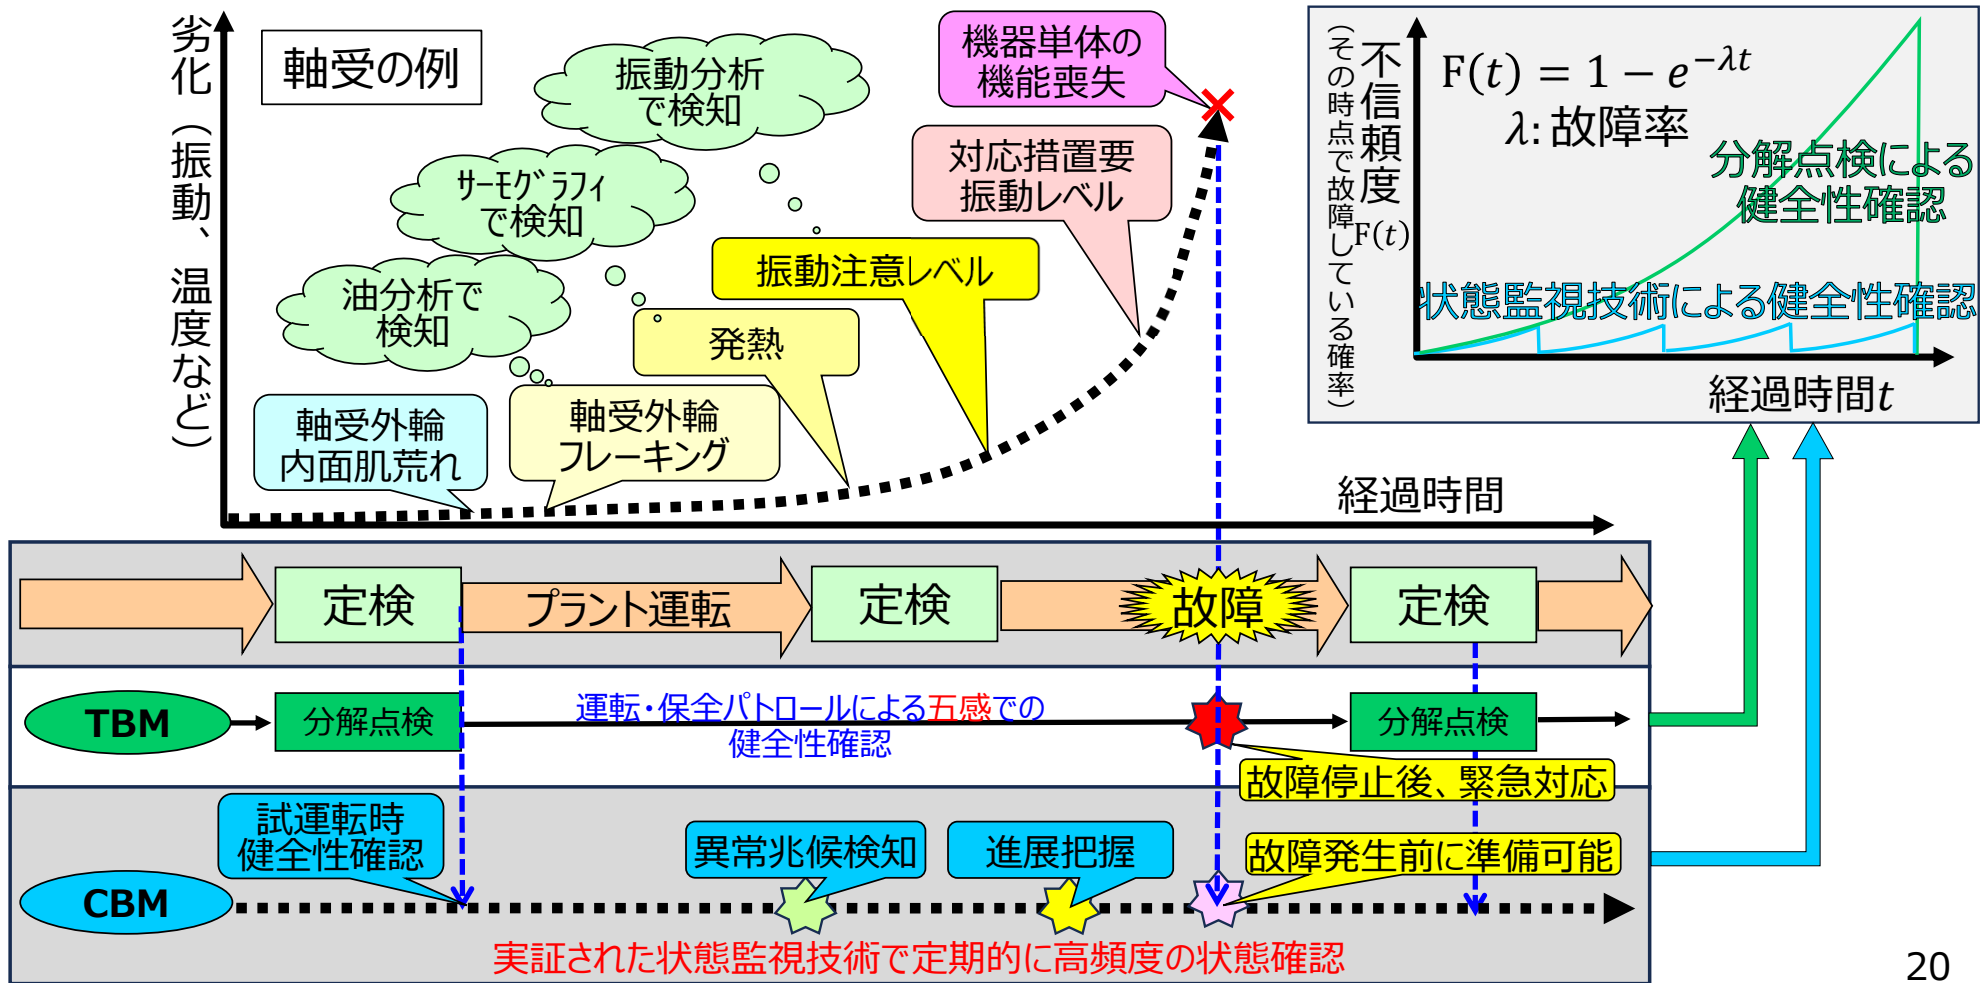 劣化（振動、温度など）
軸受の例
振動分析
で検知
サーモグラフィ
で検知
油分析で
検知
機器単体の
機能喪失
対応措置要
振動レベル
振動注意レベル
発熱
軸受外輪
フレーキング
軸受外輪
内面肌荒れ
経過時間
不信頼度
F(t)
（その時点で故障している確率）
F(t) = 1 − e^{−λt}
λ: 故障率
分解点検による
健全性確認
状態監視技術による健全性確認
経過時間t
定検
プラント運転
定検
故障
定検
TBM
分解点検
運転・保全パトロールによる五感での
健全性確認
分解点検
故障停止後、緊急対応
CBM
試運転時
健全性確認
異常兆候検知
進展把握
故障発生前に準備可能
実証された状態監視技術で定期的に高頻度の状態確認
20